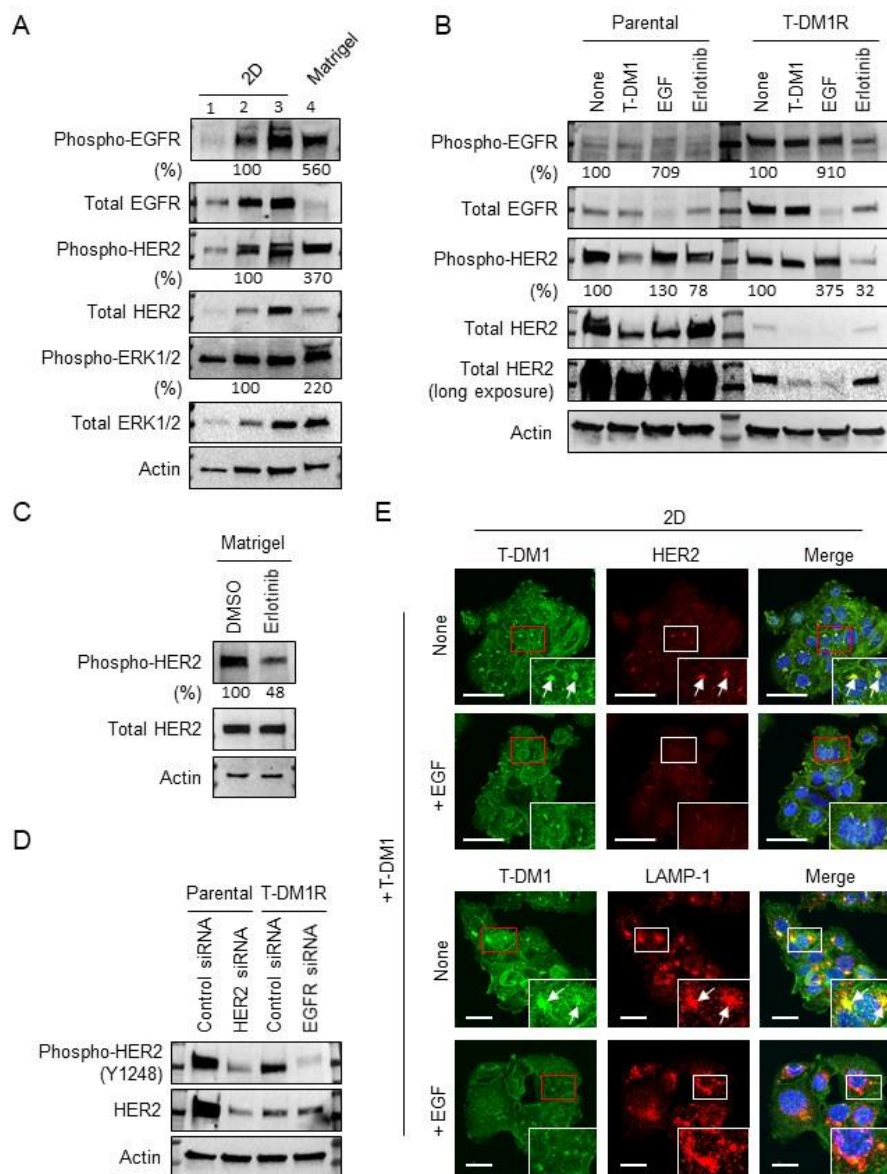 A
2D
Matrigel
1 2 3 4
Phospho-EGFR
(%) 100 560
Total EGFR
Phospho-HER2
(%) 100 370
Total HER2
Phospho-ERK1/2
(%) 100 220
Total ERK1/2
Actin
B
Parental T-DM1R
None T-DM1 EGF Erlotinib None T-DM1 EGF Erlotinib
Phospho-EGFR
(%) 100 709 100 910
Total EGFR
Phospho-HER2
(%) 100 130 78 100 375 32
Total HER2
Total HER2
(long exposure)
Actin
C
Matrigel
DMSO Erlotinib
Phospho-HER2
(%) 100 48
Total HER2
Actin
D
Parental T-DM1R
Control siRNA HER2 siRNA Control siRNA EGFR siRNA
Phospho-HER2
(Y1248)
HER2
Actin
E
2D
T-DM1 HER2 Merge
None
+ EGF
+ T-DM1
T-DM1 LAMP-1 Merge
None
+ EGF